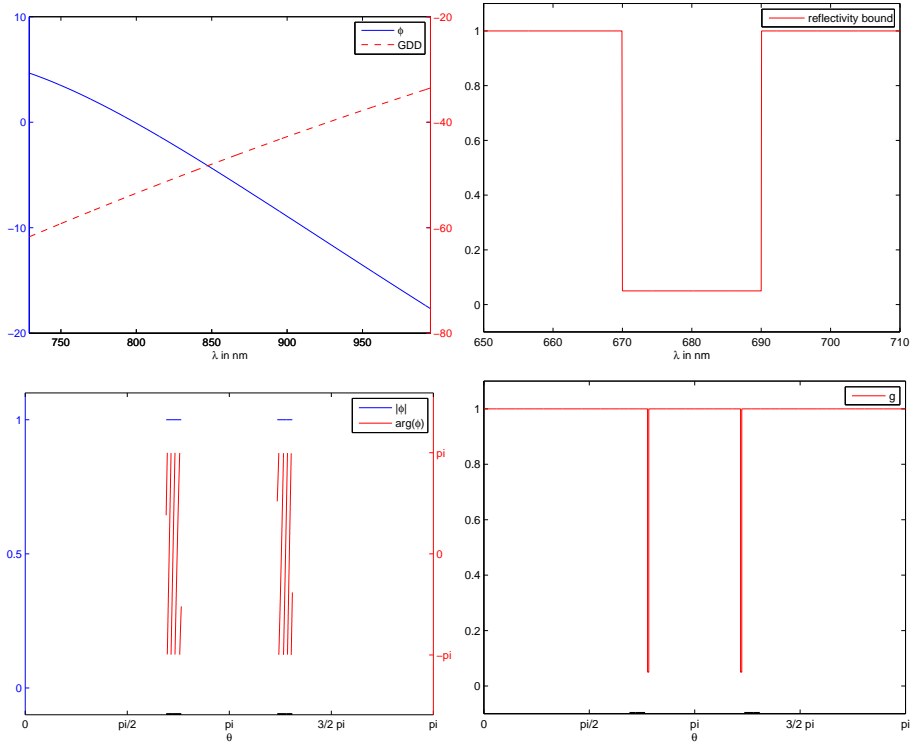 10
0
−10
−20
−20
−40
−60
−80
750
800
850
900
950
λ in nm
ϕ
GDD
1
0.8
0.6
0.4
0.2
0
650
660
670
680
690
700
710
λ in nm
reflectivity bound
1
0.5
0
pi
0
−pi
0
pi/2
pi
3/2 pi
pi
θ
|ϕ|
arg(ϕ)
1
0.8
0.6
0.4
0.2
0
0
pi/2
pi
3/2 pi
pi
θ
g